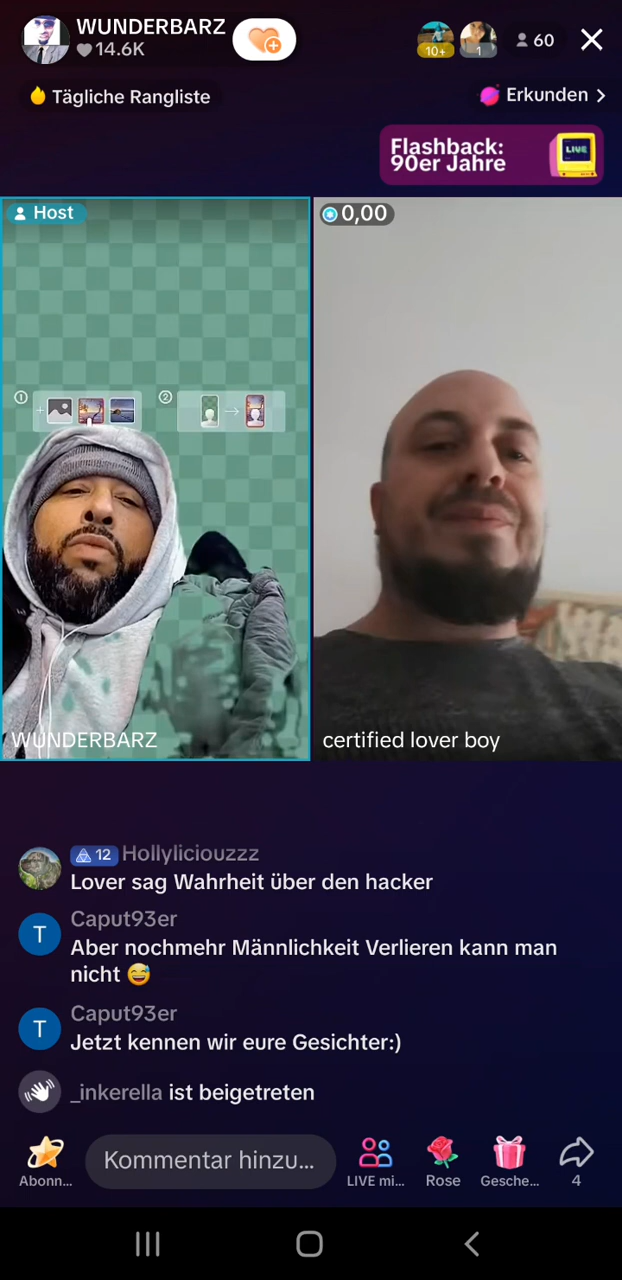 WUNDERBARZ
14.6K
10+
1
60
Tägliche Rangliste
Erkunden
Flashback:
90er Jahre
LIVE
Host
0,00
1
2
WUNDERBARZ
certified lover boy
12 Hollyliciouzzz
Lover sag Wahrheit über den hacker
T
Caput93er
Aber nochmehr Männlichkeit Verlieren kann man
nicht 😅
T
Caput93er
Jetzt kennen wir eure Gesichter:)
_inkerella ist beigetreten
Kommentar hinzu...
Abonn...
LIVE mi...
Rose
Gesche...
4